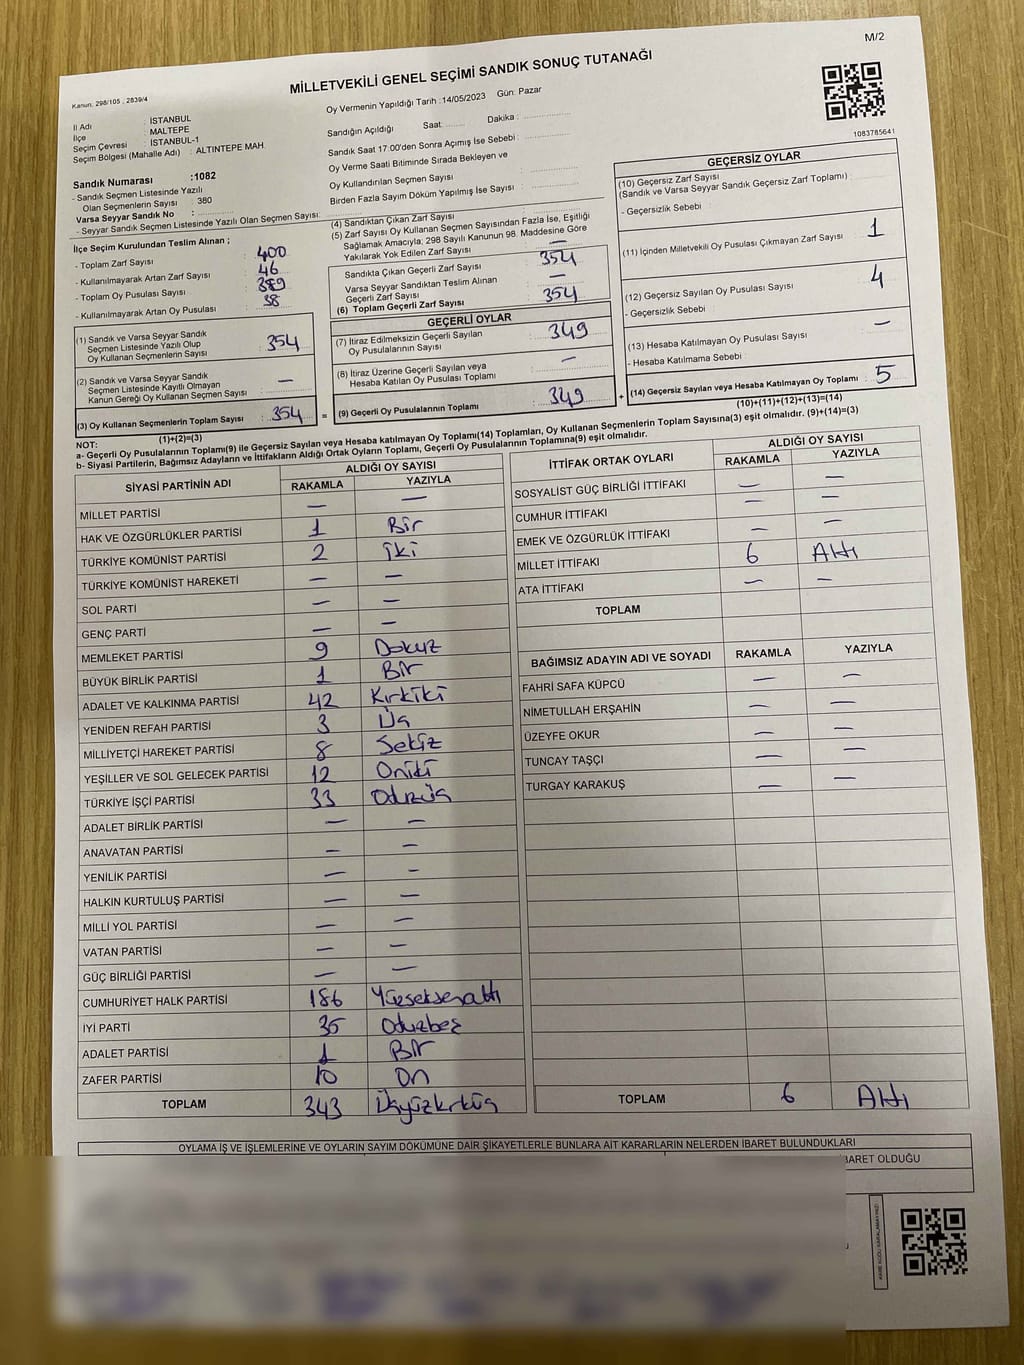 M/2
MİLLETVEKİLİ GENEL SEÇİMİ SANDIK SONUÇ TUTANAĞI
Kanun: 298/105 , 2839/4
İl Adı : İSTANBUL
İlçe : MALTEPE
Seçim Çevresi : İSTANBUL-1
Seçim Bölgesi (Mahalle Adı) : ALTINTEPE MAH.
Sandık Numarası :1082
- Sandık Seçmen Listesinde Yazılı
Olan Seçmenlerin Sayısı : 380
Varsa Seyyar Sandık No :
- Seyyar Sandık Seçmen Listesinde Yazılı Olan Seçmen Sayısı:
Oy Vermenin Yapıldığı Tarih :14/05/2023 Gün: Pazar
Sandığın Açıldığı Saat: Dakika :
Sandık Saat 17:00'den Sonra Açımış İse Sebebi :
Oy Verme Saati Bitiminde Sırada Bekleyen ve
Oy Kullandırılan Seçmen Sayısı :
Birden Fazla Sayım Döküm Yapılmış İse Sayısı :
1083785641
İlçe Seçim Kurulundan Teslim Alınan ;
- Toplam Zarf Sayısı : 400
- Kullanılmayarak Artan Zarf Sayısı : 46
- Toplam Oy Pusulası Sayısı : 389
- Kullanılmayarak Artan Oy Pusulası : 38
(1) Sandık ve Varsa Seyyar Sandık
Seçmen Listesinde Yazılı Olup
Oy Kullanan Seçmenlerin Sayısı : 354
(2) Sandık ve Varsa Seyyar Sandık
Seçmen Listesinde Kayıtlı Olmayan
Kanun Gereği Oy Kullanan Seçmen Sayısı : —
(3) Oy Kullanan Seçmenlerin Toplam Sayısı : 354
(1)+(2)=(3)
(4) Sandıktan Çıkan Zarf Sayısı :
(5) Zarf Sayısı Oy Kullanan Seçmen Sayısından Fazla İse, Eşitliği
Sağlamak Amacıyla; 298 Sayılı Kanunun 98. Maddesine Göre
Yakılarak Yok Edilen Zarf Sayısı : —
Sandıkta Çıkan Geçerli Zarf Sayısı : 354
Varsa Seyyar Sandıktan Teslim Alınan
Geçerli Zarf Sayısı : —
(6) Toplam Geçerli Zarf Sayısı : 354
GEÇERLİ OYLAR
(7) İtiraz Edilmeksizin Geçerli Sayılan
Oy Pusulalarının Sayısı : 349
(8) İtiraz Üzerine Geçerli Sayılan veya
Hesaba Katılan Oy Pusulası Toplamı : —
= (9) Geçerli Oy Pusulalarının Toplamı : 349
GEÇERSİZ OYLAR
(10) Geçersiz Zarf Sayısı
(Sandık ve Varsa Seyyar Sandık Geçersiz Zarf Toplamı) :
- Geçersizlik Sebebi :
(11) İçinden Milletvekili Oy Pusulası Çıkmayan Zarf Sayısı : 1
(12) Geçersiz Sayılan Oy Pusulası Sayısı : 4
- Geçersizlik Sebebi :
(13) Hesaba Katılmayan Oy Pusulası Sayısı : —
- Hesaba Katılmama Sebebi :
+ (14) Geçersiz Sayılan veya Hesaba Katılmayan Oy Toplamı : 5
(10)+(11)+(12)+(13)=(14)
NOT:
a- Geçerli Oy Pusulalarının Toplamı(9) ile Geçersiz Sayılan veya Hesaba katılmayan Oy Toplamı(14) Toplamları, Oy Kullanan Seçmenlerin Toplam Sayısına(3) eşit olmalıdır. (9)+(14)=(3)
b- Siyasi Partilerin, Bağımsız Adayların ve İttifakların Aldığı Ortak Oyların Toplamı, Geçerli Oy Pusulalarının Toplamına(9) eşit olmalıdır.
SİYASİ PARTİNİN ADI ALDIĞI OY SAYISI
RAKAMLA YAZIYLA
MİLLET PARTİSİ — —
HAK VE ÖZGÜRLÜKLER PARTİSİ 1 Bir
TÜRKİYE KOMÜNİST PARTİSİ 2 İki
TÜRKİYE KOMÜNİST HAREKETİ — —
SOL PARTİ — —
GENÇ PARTİ — —
MEMLEKET PARTİSİ 9 Dokuz
BÜYÜK BİRLİK PARTİSİ 1 Bir
ADALET VE KALKINMA PARTİSİ 42 Kırkiki
YENİDEN REFAH PARTİSİ 3 Üç
MİLLİYETÇİ HAREKET PARTİSİ 8 Sekiz
YEŞİLLER VE SOL GELECEK PARTİSİ 12 Oniki
TÜRKİYE İŞÇİ PARTİSİ 33 Otuzüç
ADALET BİRLİK PARTİSİ — —
ANAVATAN PARTİSİ — —
YENİLİK PARTİSİ — —
HALKIN KURTULUŞ PARTİSİ — —
MİLLİ YOL PARTİSİ — —
VATAN PARTİSİ — —
GÜÇ BİRLİĞİ PARTİSİ — —
CUMHURİYET HALK PARTİSİ 186 Yüzseksenaltı
İYİ PARTİ 35 Otuzbeş
ADALET PARTİSİ 1 Bir
ZAFER PARTİSİ 10 On
TOPLAM 343 Üçyüzkırküç
İTTİFAK ORTAK OYLARI ALDIĞI OY SAYISI
RAKAMLA YAZIYLA
SOSYALİST GÜÇ BİRLİĞİ İTTİFAKI — —
CUMHUR İTTİFAKI — —
EMEK VE ÖZGÜRLÜK İTTİFAKI — —
MİLLET İTTİFAKI 6 Altı
ATA İTTİFAKI — —
TOPLAM
BAĞIMSIZ ADAYIN ADI VE SOYADI RAKAMLA YAZIYLA
FAHRİ SAFA KÜPCÜ — —
NİMETULLAH ERŞAHİN — —
ÜZEYFE OKUR — —
TUNCAY TAŞÇI — —
TURGAY KARAKUŞ — —
TOPLAM 6 Altı
OYLAMA İŞ VE İŞLEMLERİNE VE OYLARIN SAYIM DÖKÜMÜNE DAİR ŞİKAYETLERLE BUNLARA AİT KARARLARIN NELERDEN İBARET BULUNDUKLARI
BARET OLDUĞU